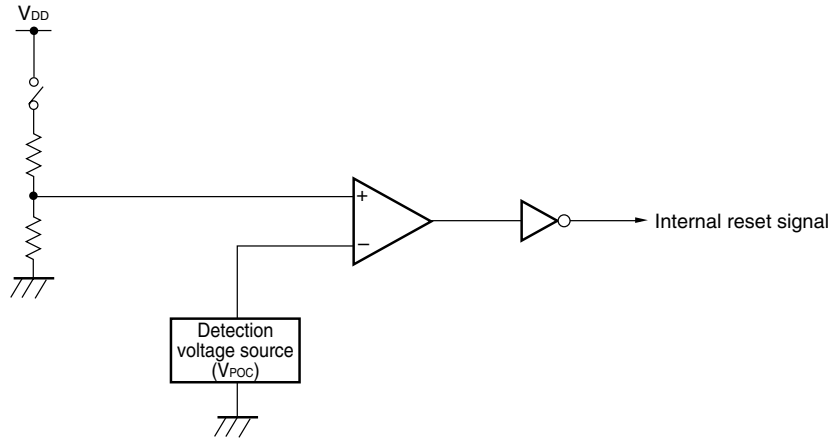 VDD
+
−
Internal reset signal
Detection
voltage source
(VPOC)